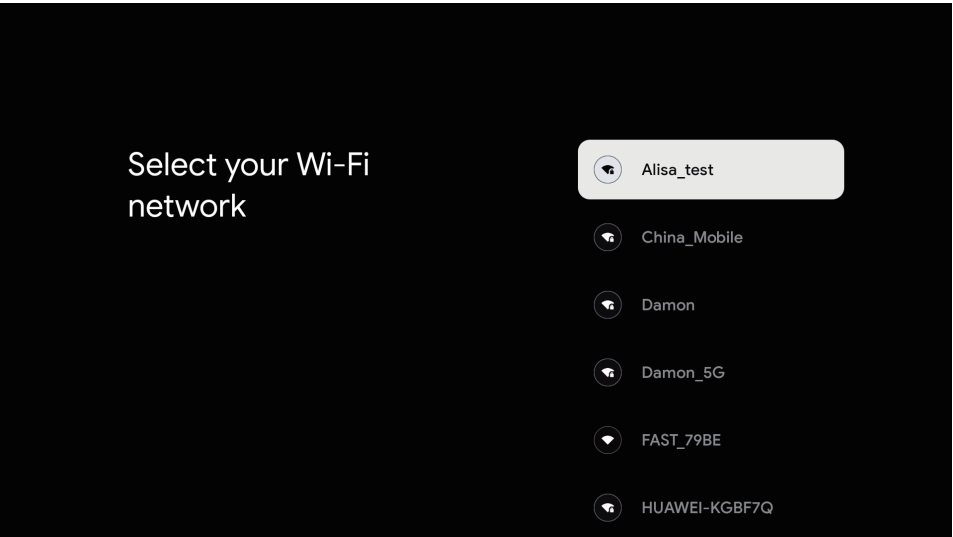 Select your Wi-Fi
network
Alisa_test
China_Mobile
Damon
Damon_5G
FAST_79BE
HUAWEI-KGBF7Q